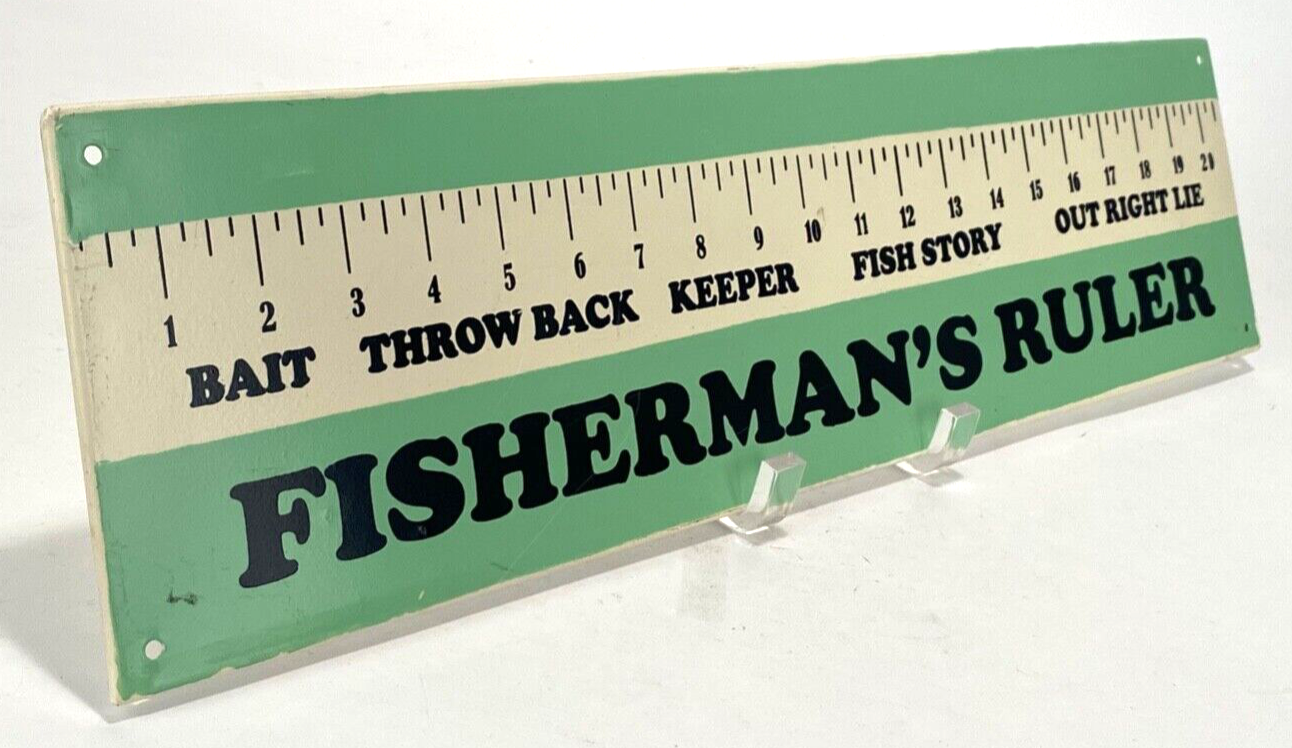 1 2 3 4 5 6 7 8 9 10 11 12 13 14 15 16 17 18 19 20
BAIT THROW BACK KEEPER FISH STORY OUT RIGHT LIE
FISHERMAN'S RULER